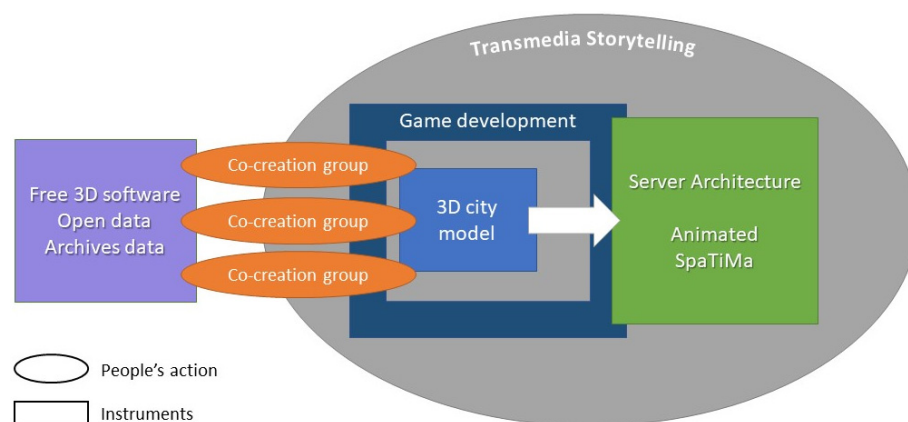 Transmedia Storytelling
Game development
Co-creation group
Co-creation group
Co-creation group
Free 3D software
Open data
Archives data
3D city
model
Server Architecture
Animated
SpaTiMa
People's action
Instruments